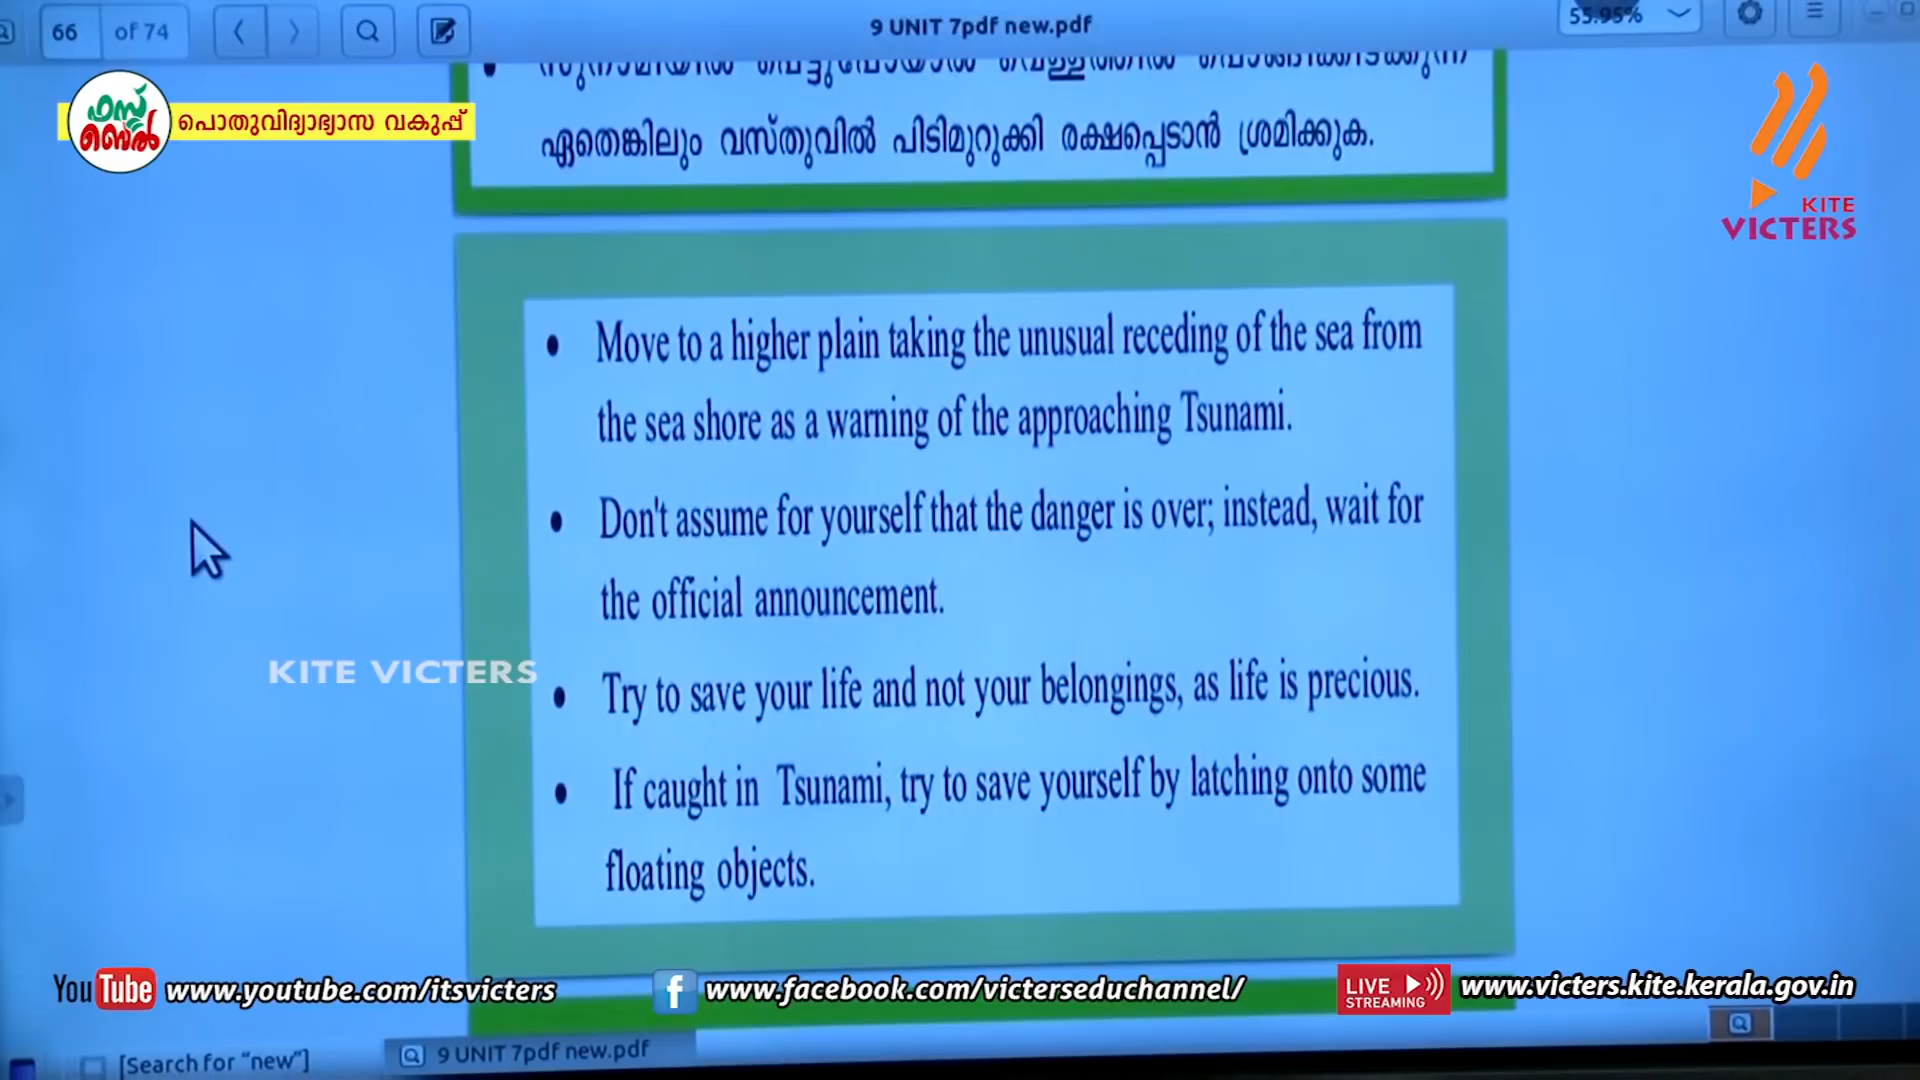 66 of 74
9 UNIT 7pdf new.pdf
55.95%
ഫസ്റ്റ് ബെൽ
പൊതുവിദ്യാഭ്യാസ വകുപ്പ്
സുനാമിയിൽ പെട്ടുപോയാൽ വെള്ളത്തിൽ പൊങ്ങിക്കിടക്കുന്ന
ഏതെങ്കിലും വസ്തുവിൽ പിടിമുറുക്കി രക്ഷപ്പെടാൻ ശ്രമിക്കുക.
KITE
VICTERS
• Move to a higher plain taking the unusual receding of the sea from
the sea shore as a warning of the approaching Tsunami.
• Don't assume for yourself that the danger is over; instead, wait for
the official announcement.
KITE VICTERS
• Try to save your life and not your belongings, as life is precious.
• If caught in Tsunami, try to save yourself by latching onto some
floating objects.
YouTube www.youtube.com/itsvicters
f www.facebook.com/victerseduchannel/
LIVE STREAMING www.victers.kite.kerala.gov.in
[Search for “new”]
9 UNIT 7pdf new.pdf